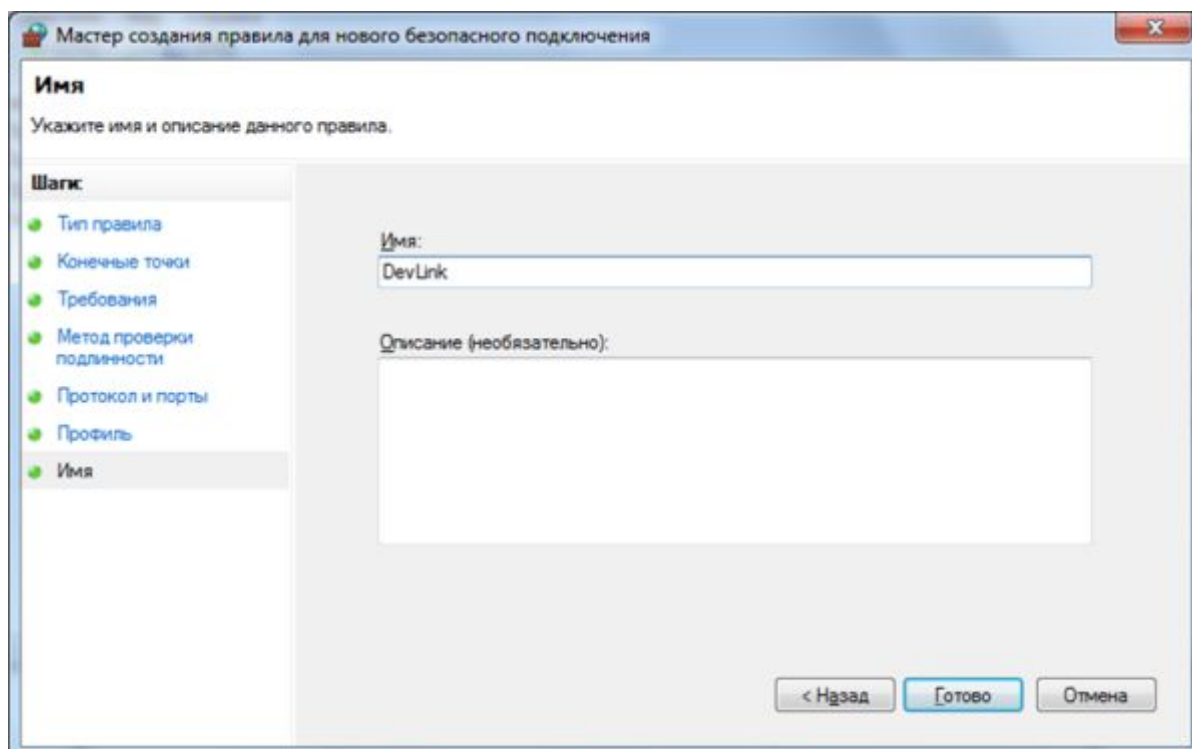 Мастер создания правила для нового безопасного подключения
Имя
Укажите имя и описание данного правила.
Шаги:
Тип правила
Конечные точки
Требования
Метод проверки
подлинности
Протокол и порты
Профиль
Имя
Имя:
DevLink
Описание (необязательно):
< Назад
Готово
Отмена